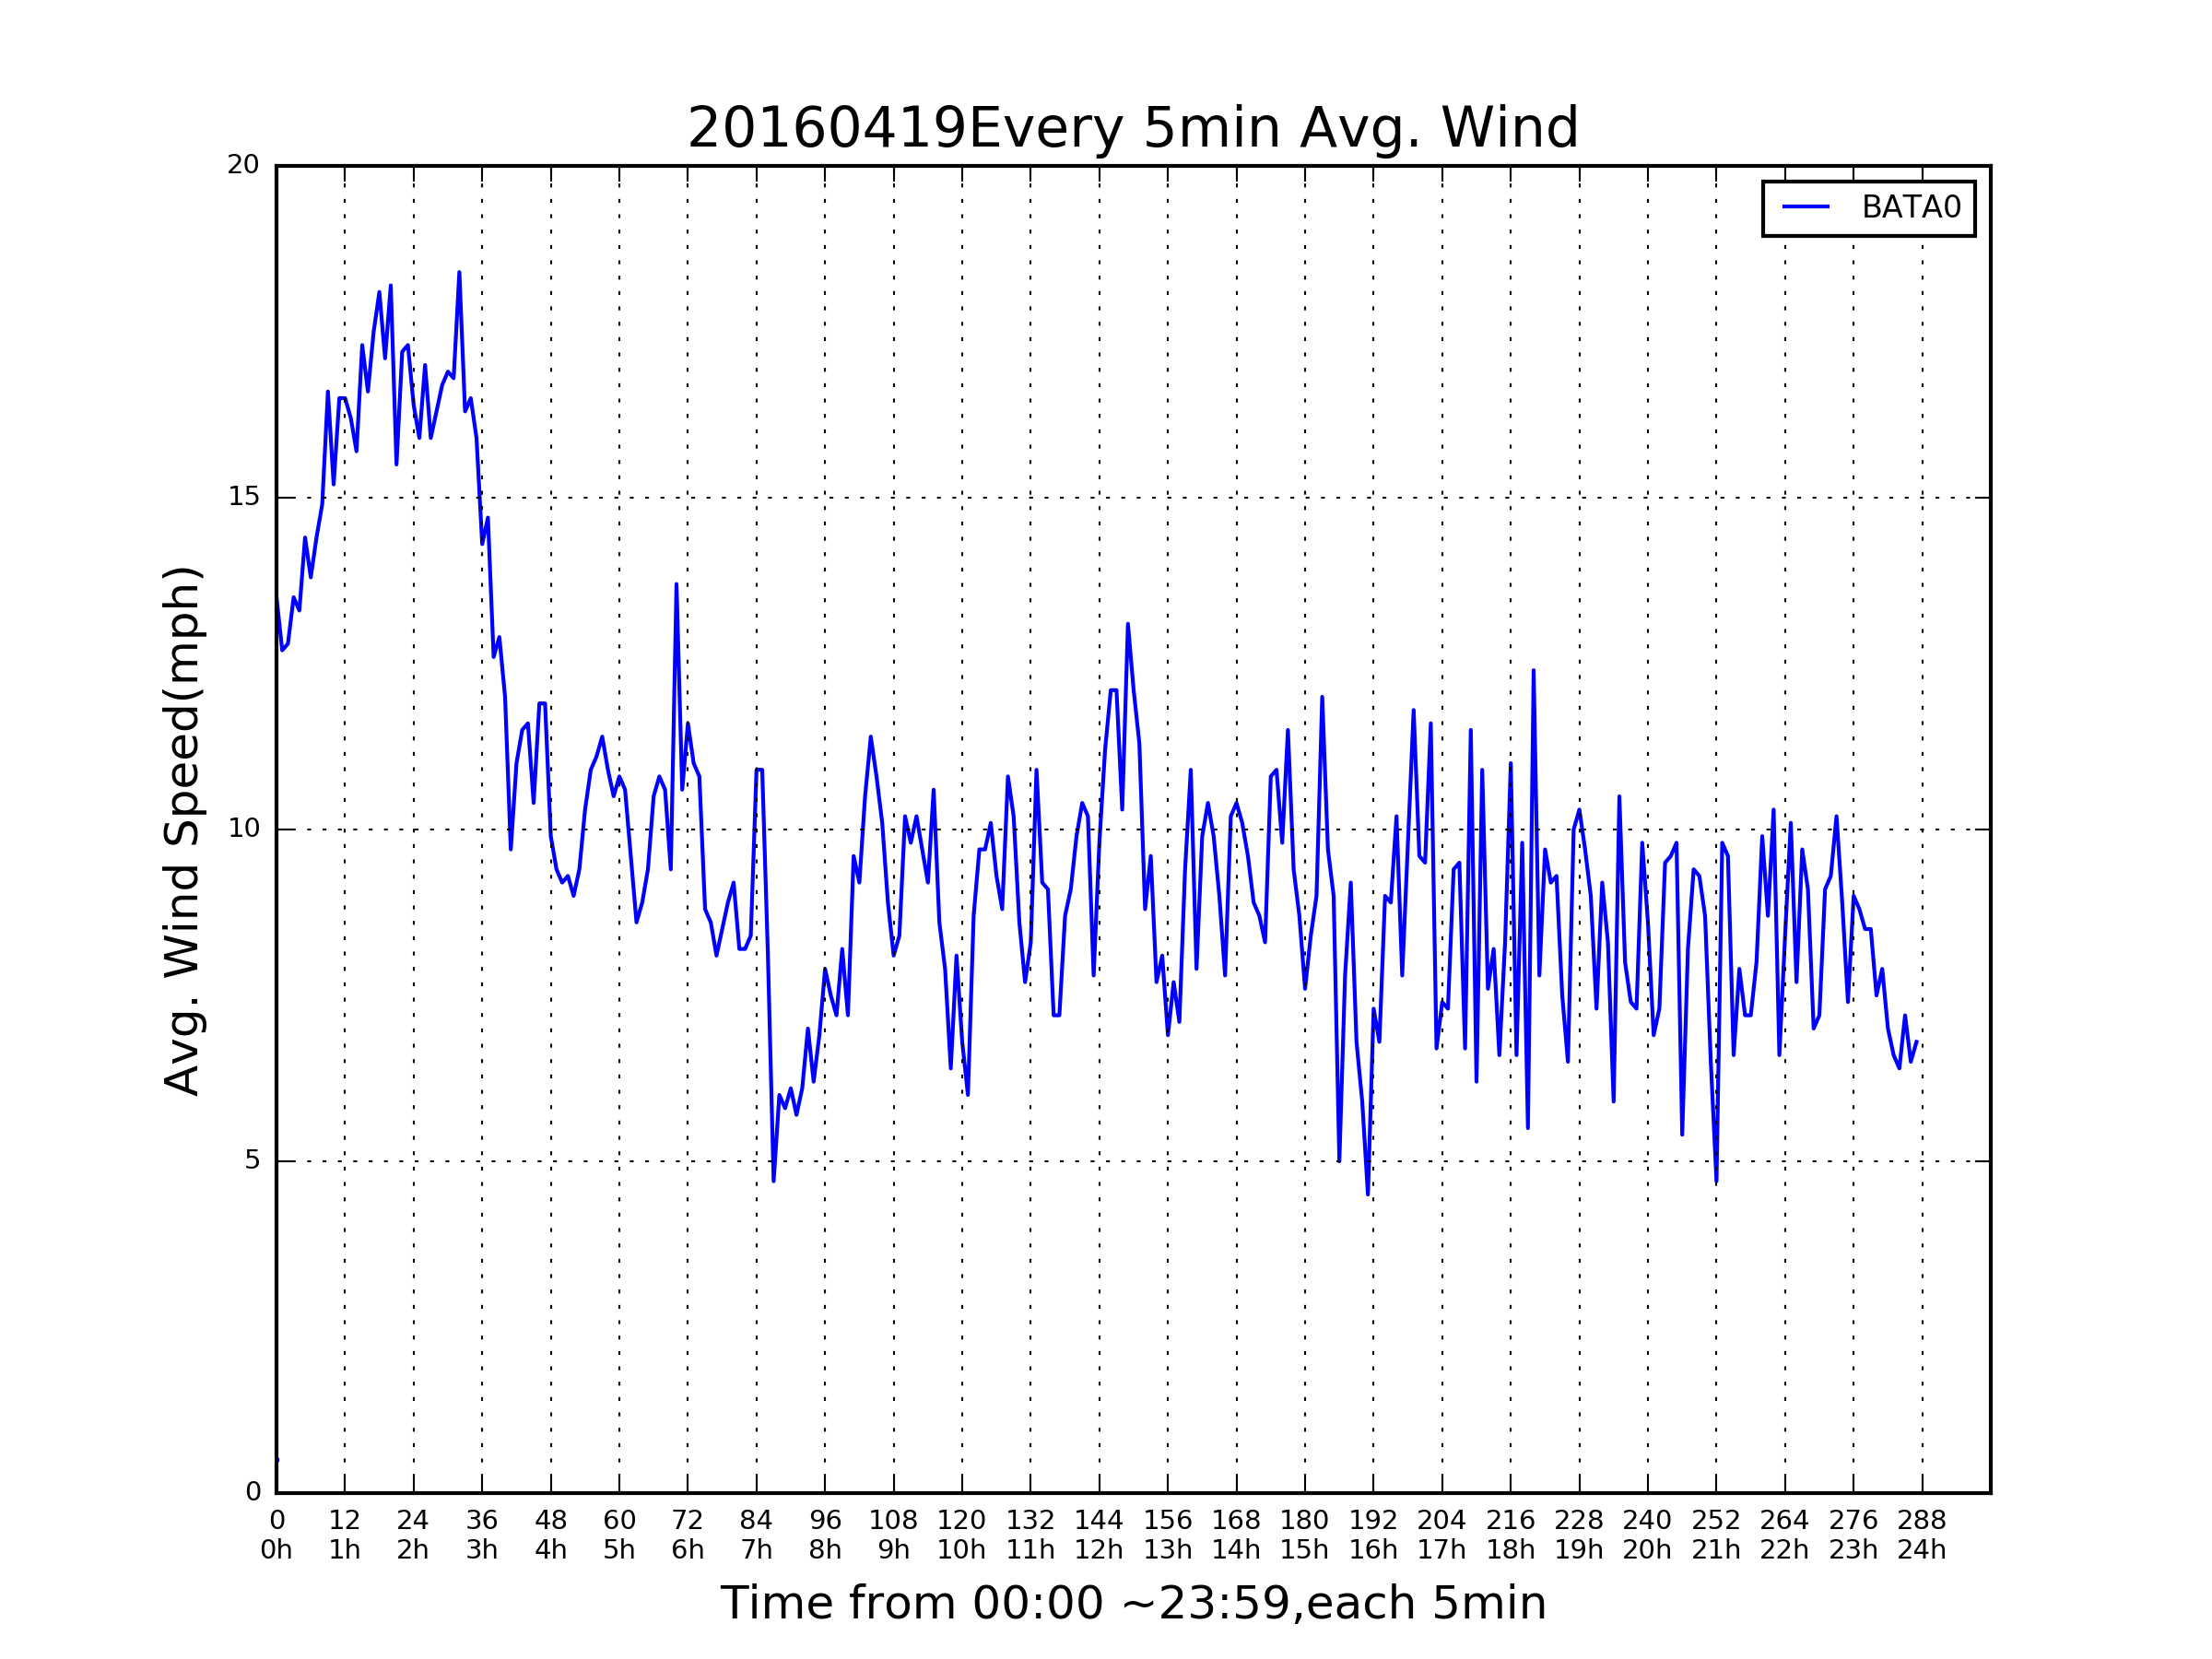 20160419Every 5min Avg. Wind
BATA0
Avg. Wind Speed(mph)
20
15
10
5
0
0 12 24 36 48 60 72 84 96 108 120 132 144 156 168 180 192 204 216 228 240 252 264 276 288
0h 1h 2h 3h 4h 5h 6h 7h 8h 9h 10h 11h 12h 13h 14h 15h 16h 17h 18h 19h 20h 21h 22h 23h 24h
Time from 00:00 ~23:59,each 5min